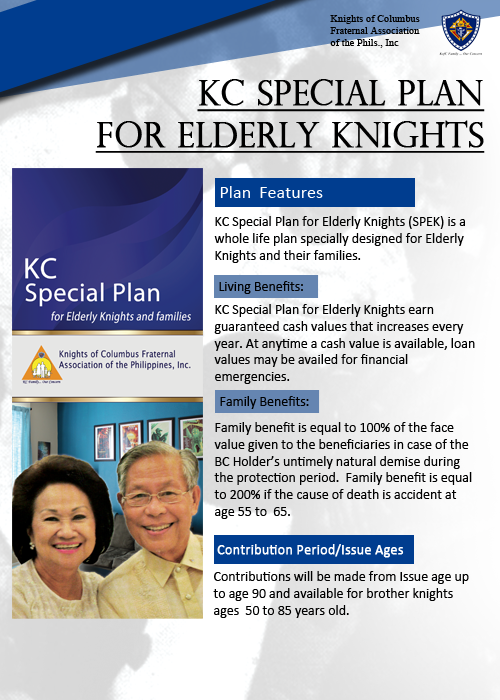 Knights of Columbus
Fraternal Association
of the Phils., Inc
KC SPECIAL PLAN
FOR ELDERLY KNIGHTS
KC
Special Plan
for Elderly Knights and families
Knights of Columbus Fraternal
Association of the Philippines, Inc.
Plan Features
KC Special Plan for Elderly Knights (SPEK) is a
whole life plan specially designed for Elderly
Knights and their families.
Living Benefits:
KC Special Plan for Elderly Knights earn
guaranteed cash values that increases every
year. At anytime a cash value is available, loan
values may be availed for financial
emergencies.
Family Benefits:
Family benefit is equal to 100% of the face
value given to the beneficiaries in case of the
BC Holder's untimely natural demise during
the protection period. Family benefit is equal
to 200% if the cause of death is accident at
age 55 to 65.
Contribution Period/Issue Ages
Contributions will be made from Issue age up
to age 90 and available for brother knights
ages 50 to 85 years old.